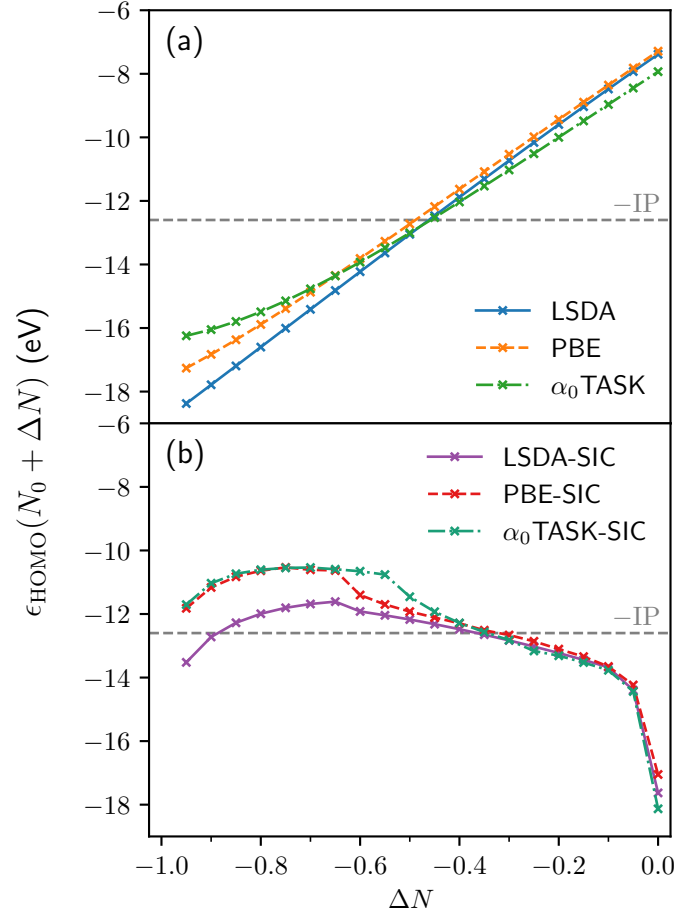 ϵHOMO(N0 + ΔN) (eV)
(a)
−6
−8
−10
−12
−14
−16
−18
−IP
LSDA
PBE
α0TASK
(b)
−6
−8
−10
−12
−14
−16
−18
LSDA-SIC
PBE-SIC
α0TASK-SIC
−IP
−1.0 −0.8 −0.6 −0.4 −0.2 0.0
ΔN